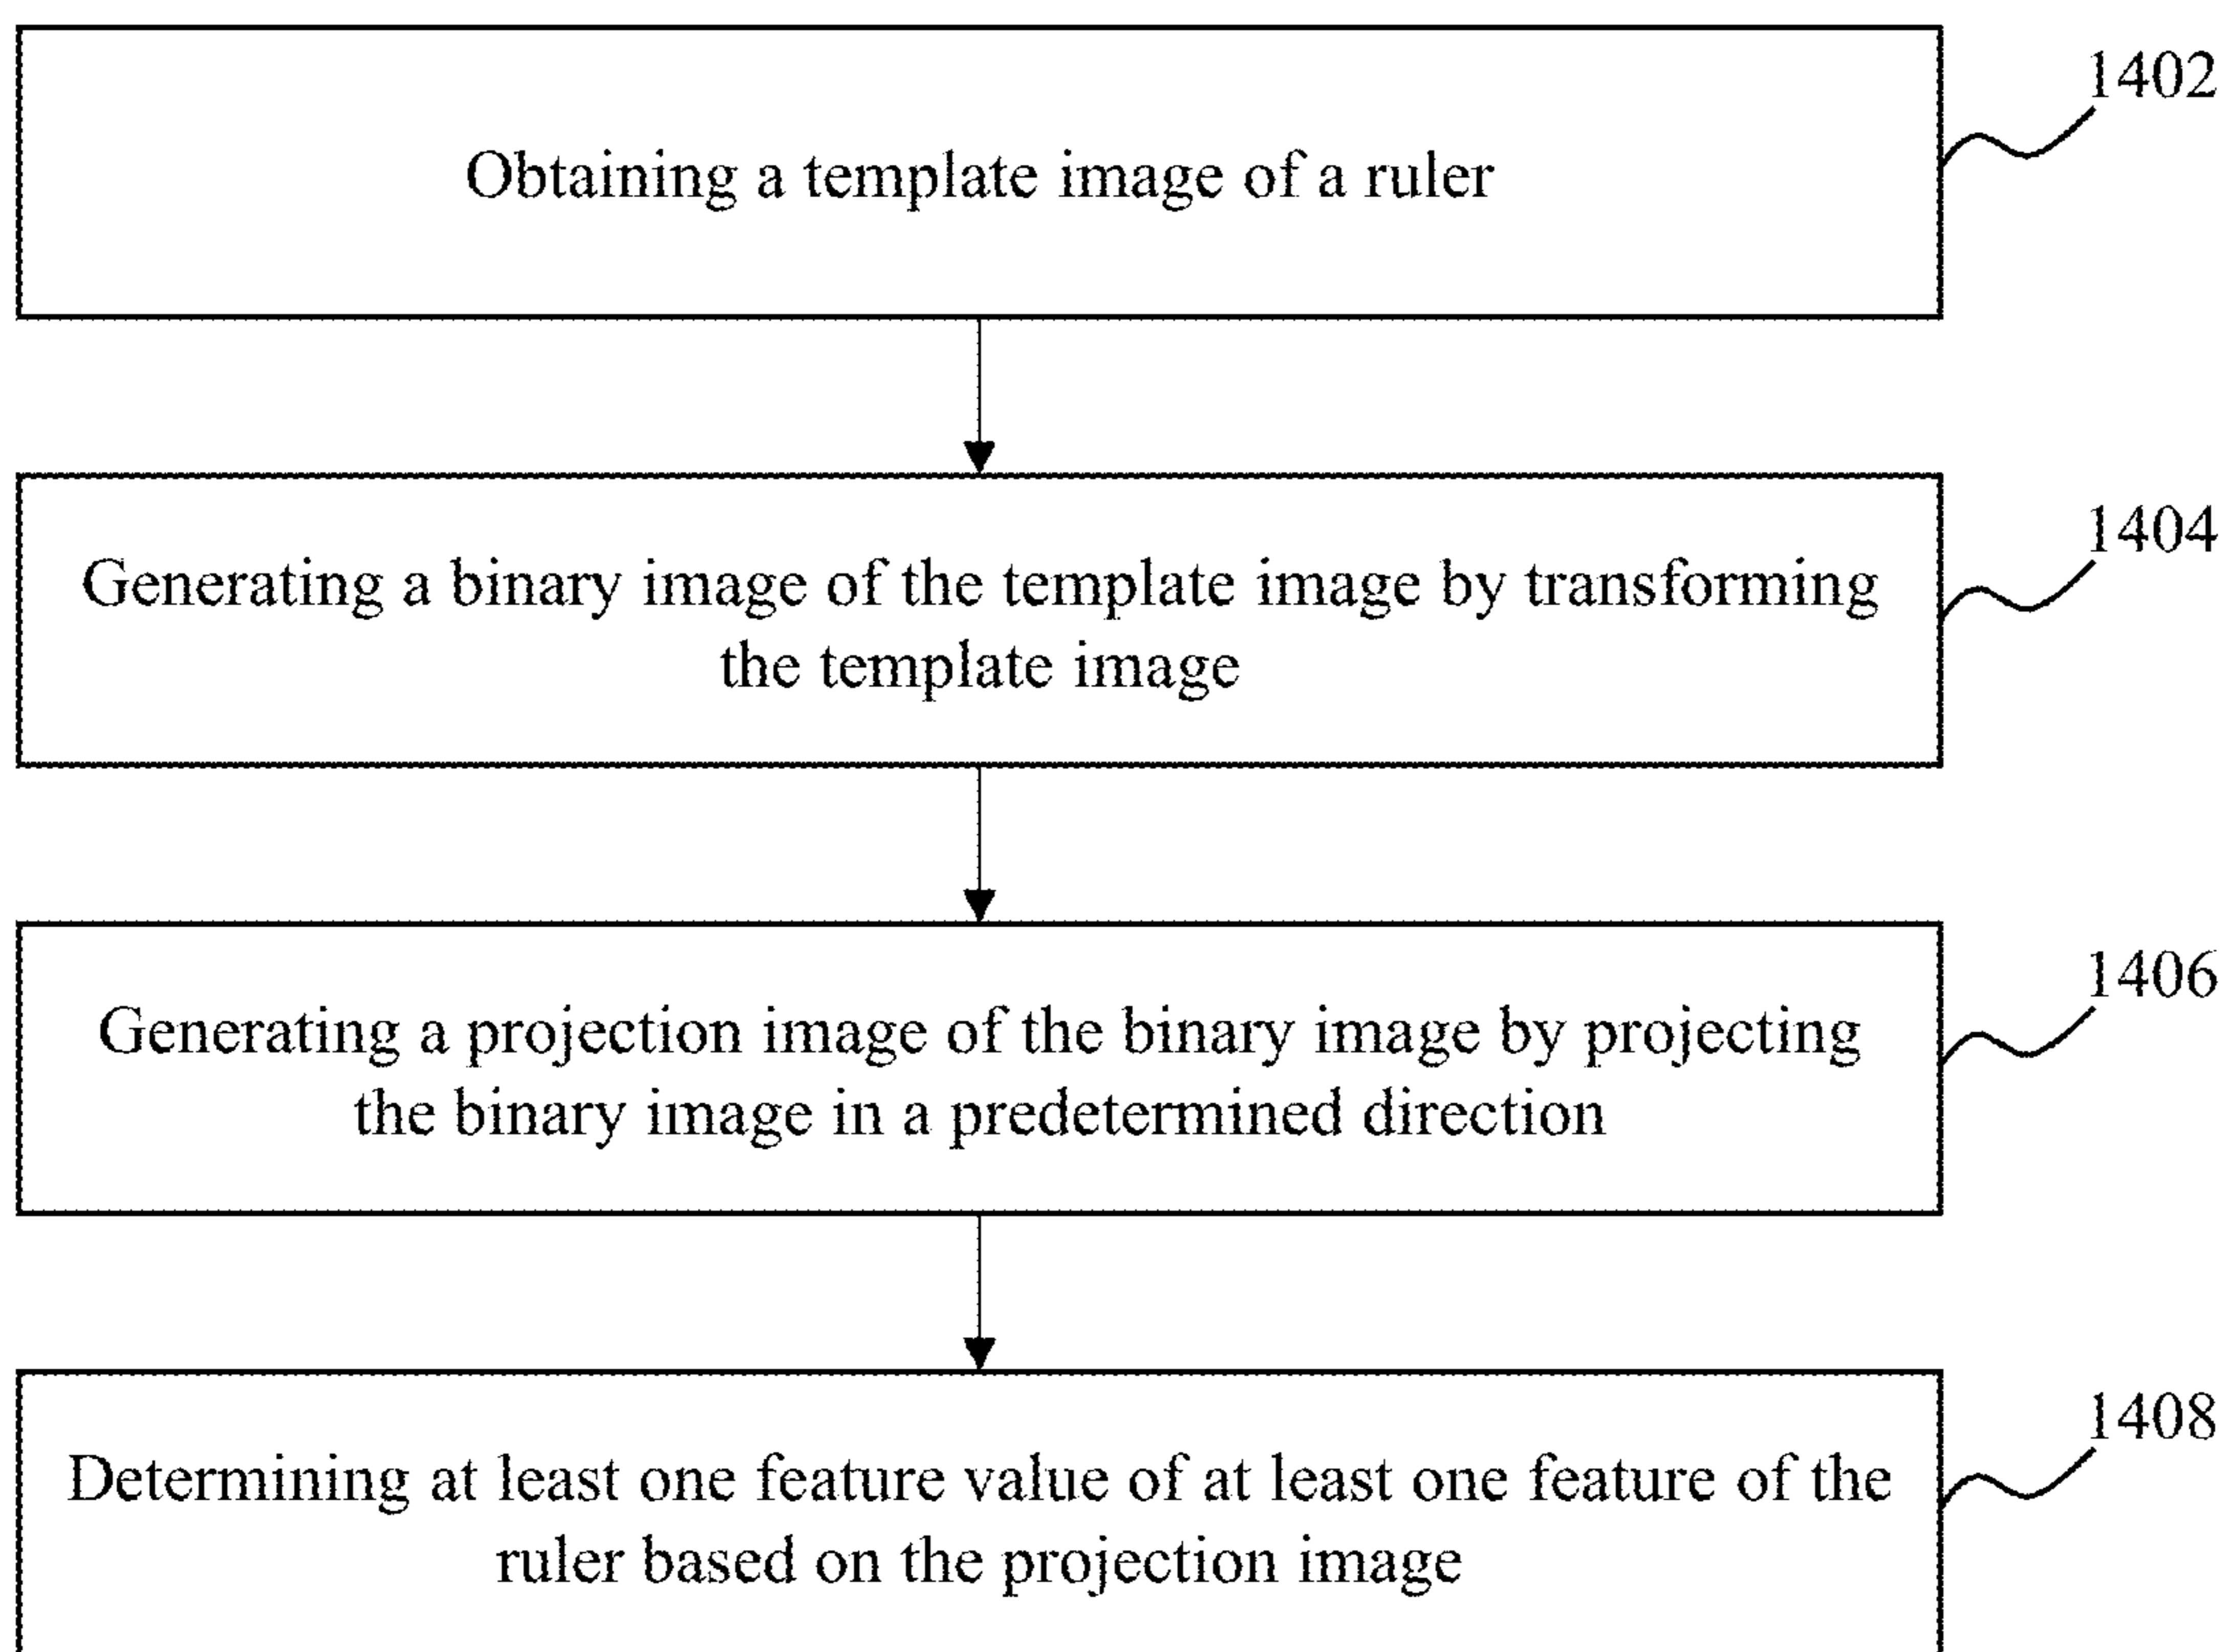 1402
Obtaining a template image of a ruler
1404
Generating a binary image of the template image by transforming
the template image
1406
Generating a projection image of the binary image by projecting
the binary image in a predetermined direction
1408
Determining at least one feature value of at least one feature of the
ruler based on the projection image